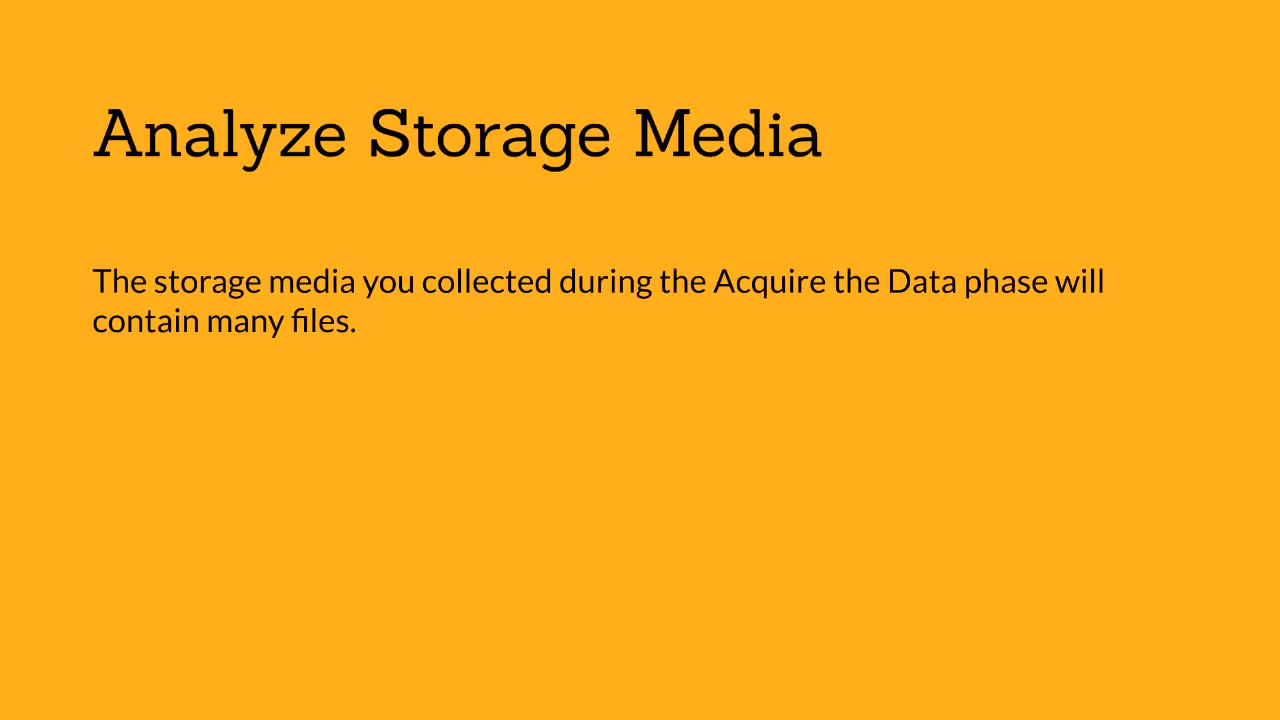 Analyze Storage Media
The storage media you collected during the Acquire the Data phase will
contain many files.